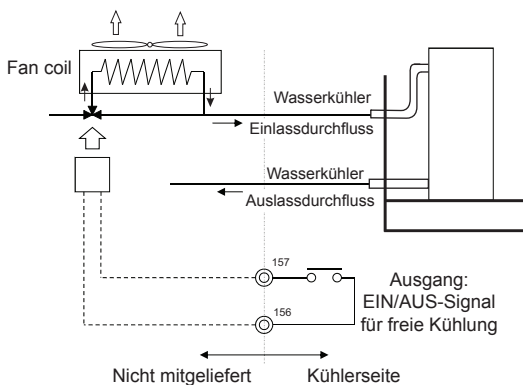 Fan coil
Wasserkühler
Einlassdurchfluss
Wasserkühler
Auslassdurchfluss
157
156
Ausgang:
EIN/AUS-Signal
für freie Kühlung
Nicht mitgeliefert
Kühlerseite